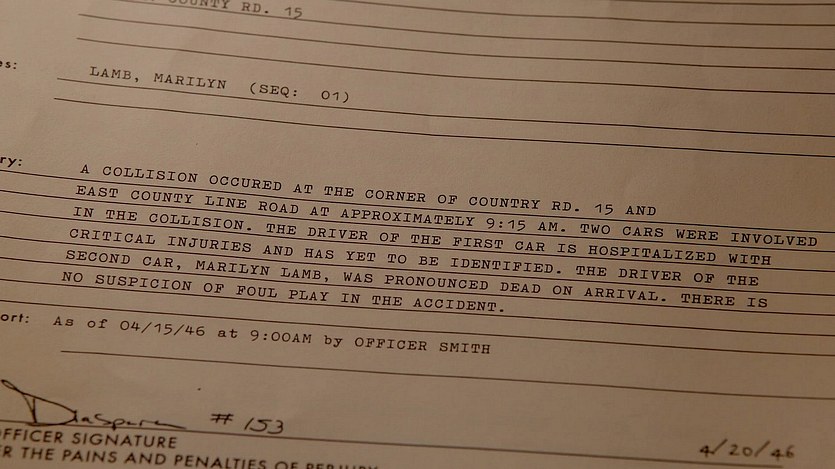 COUNTY RD. 15
es:
LAMB, MARILYN (SEQ: 01)
ry:
A COLLISION OCCURED AT THE CORNER OF COUNTRY RD. 15 AND
EAST COUNTY LINE ROAD AT APPROXIMATELY 9:15 AM. TWO CARS WERE INVOLVED
IN THE COLLISION. THE DRIVER OF THE FIRST CAR IS HOSPITALIZED WITH
CRITICAL INJURIES AND HAS YET TO BE IDENTIFIED. THE DRIVER OF THE
SECOND CAR, MARILYN LAMB, WAS PRONOUNCED DEAD ON ARRIVAL. THERE IS
NO SUSPICION OF FOUL PLAY IN THE ACCIDENT.
ort: As of 04/15/46 at 9:00AM by OFFICER SMITH
# 153
OFFICER SIGNATURE
4/20/46
ER THE PAINS AND PENALTIES OF PERJURY